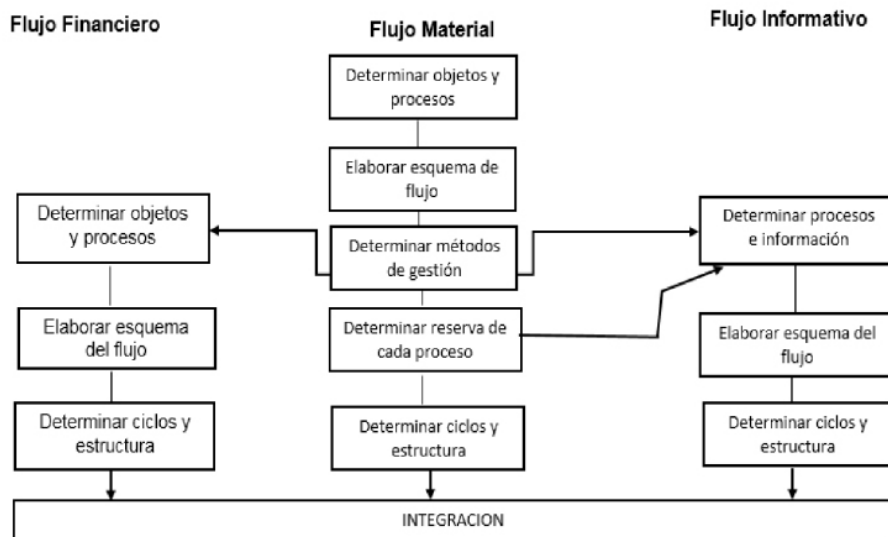 Flujo Financiero
Flujo Material
Flujo Informativo
Determinar objetos y
procesos
Elaborar esquema de
flujo
Determinar objetos
y procesos
Determinar métodos
de gestión
Determinar procesos
e información
Elaborar esquema
del flujo
Determinar reserva de
cada proceso
Elaborar esquema del
flujo
Determinar ciclos y
estructura
Determinar ciclos y
estructura
Determinar ciclos y
estructura
INTEGRACION